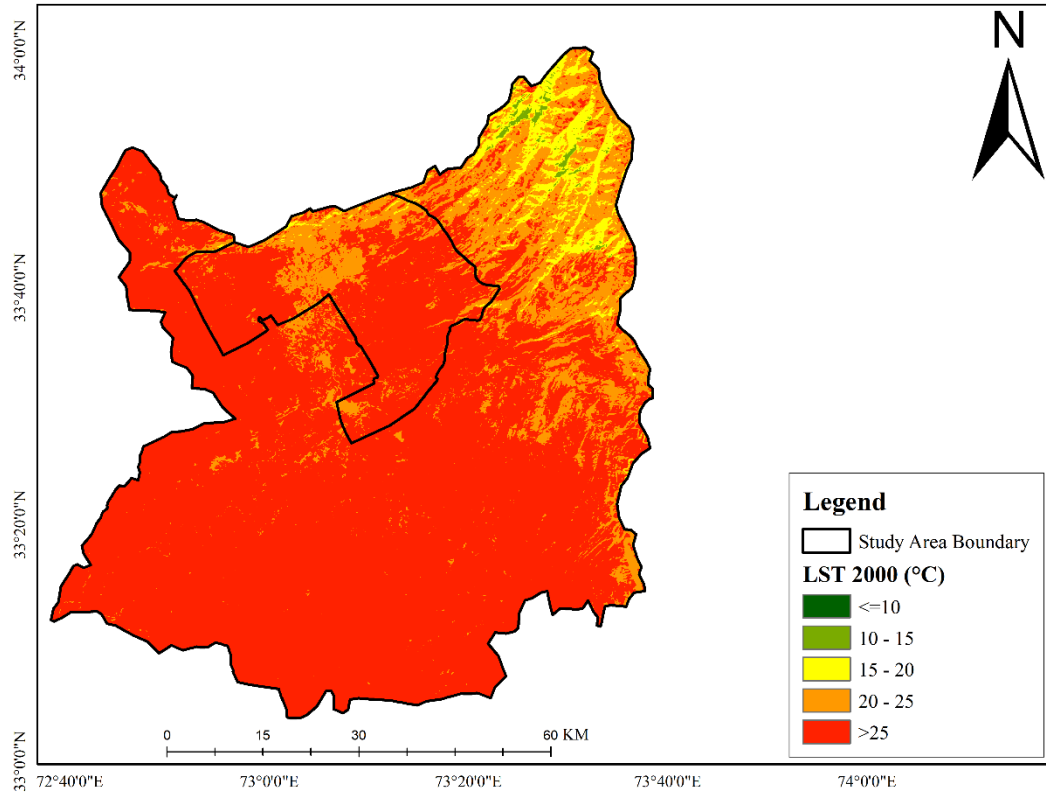 34°0'0"N
N
33°40'0"N
33°20'0"N
33°0'0"N
Legend
Study Area Boundary
LST 2000 (°C)
<=10
10 - 15
15 - 20
20 - 25
>25
0 15 30 60 KM
72°40'0"E 73°0'0"E 73°20'0"E 73°40'0"E 74°0'0"E